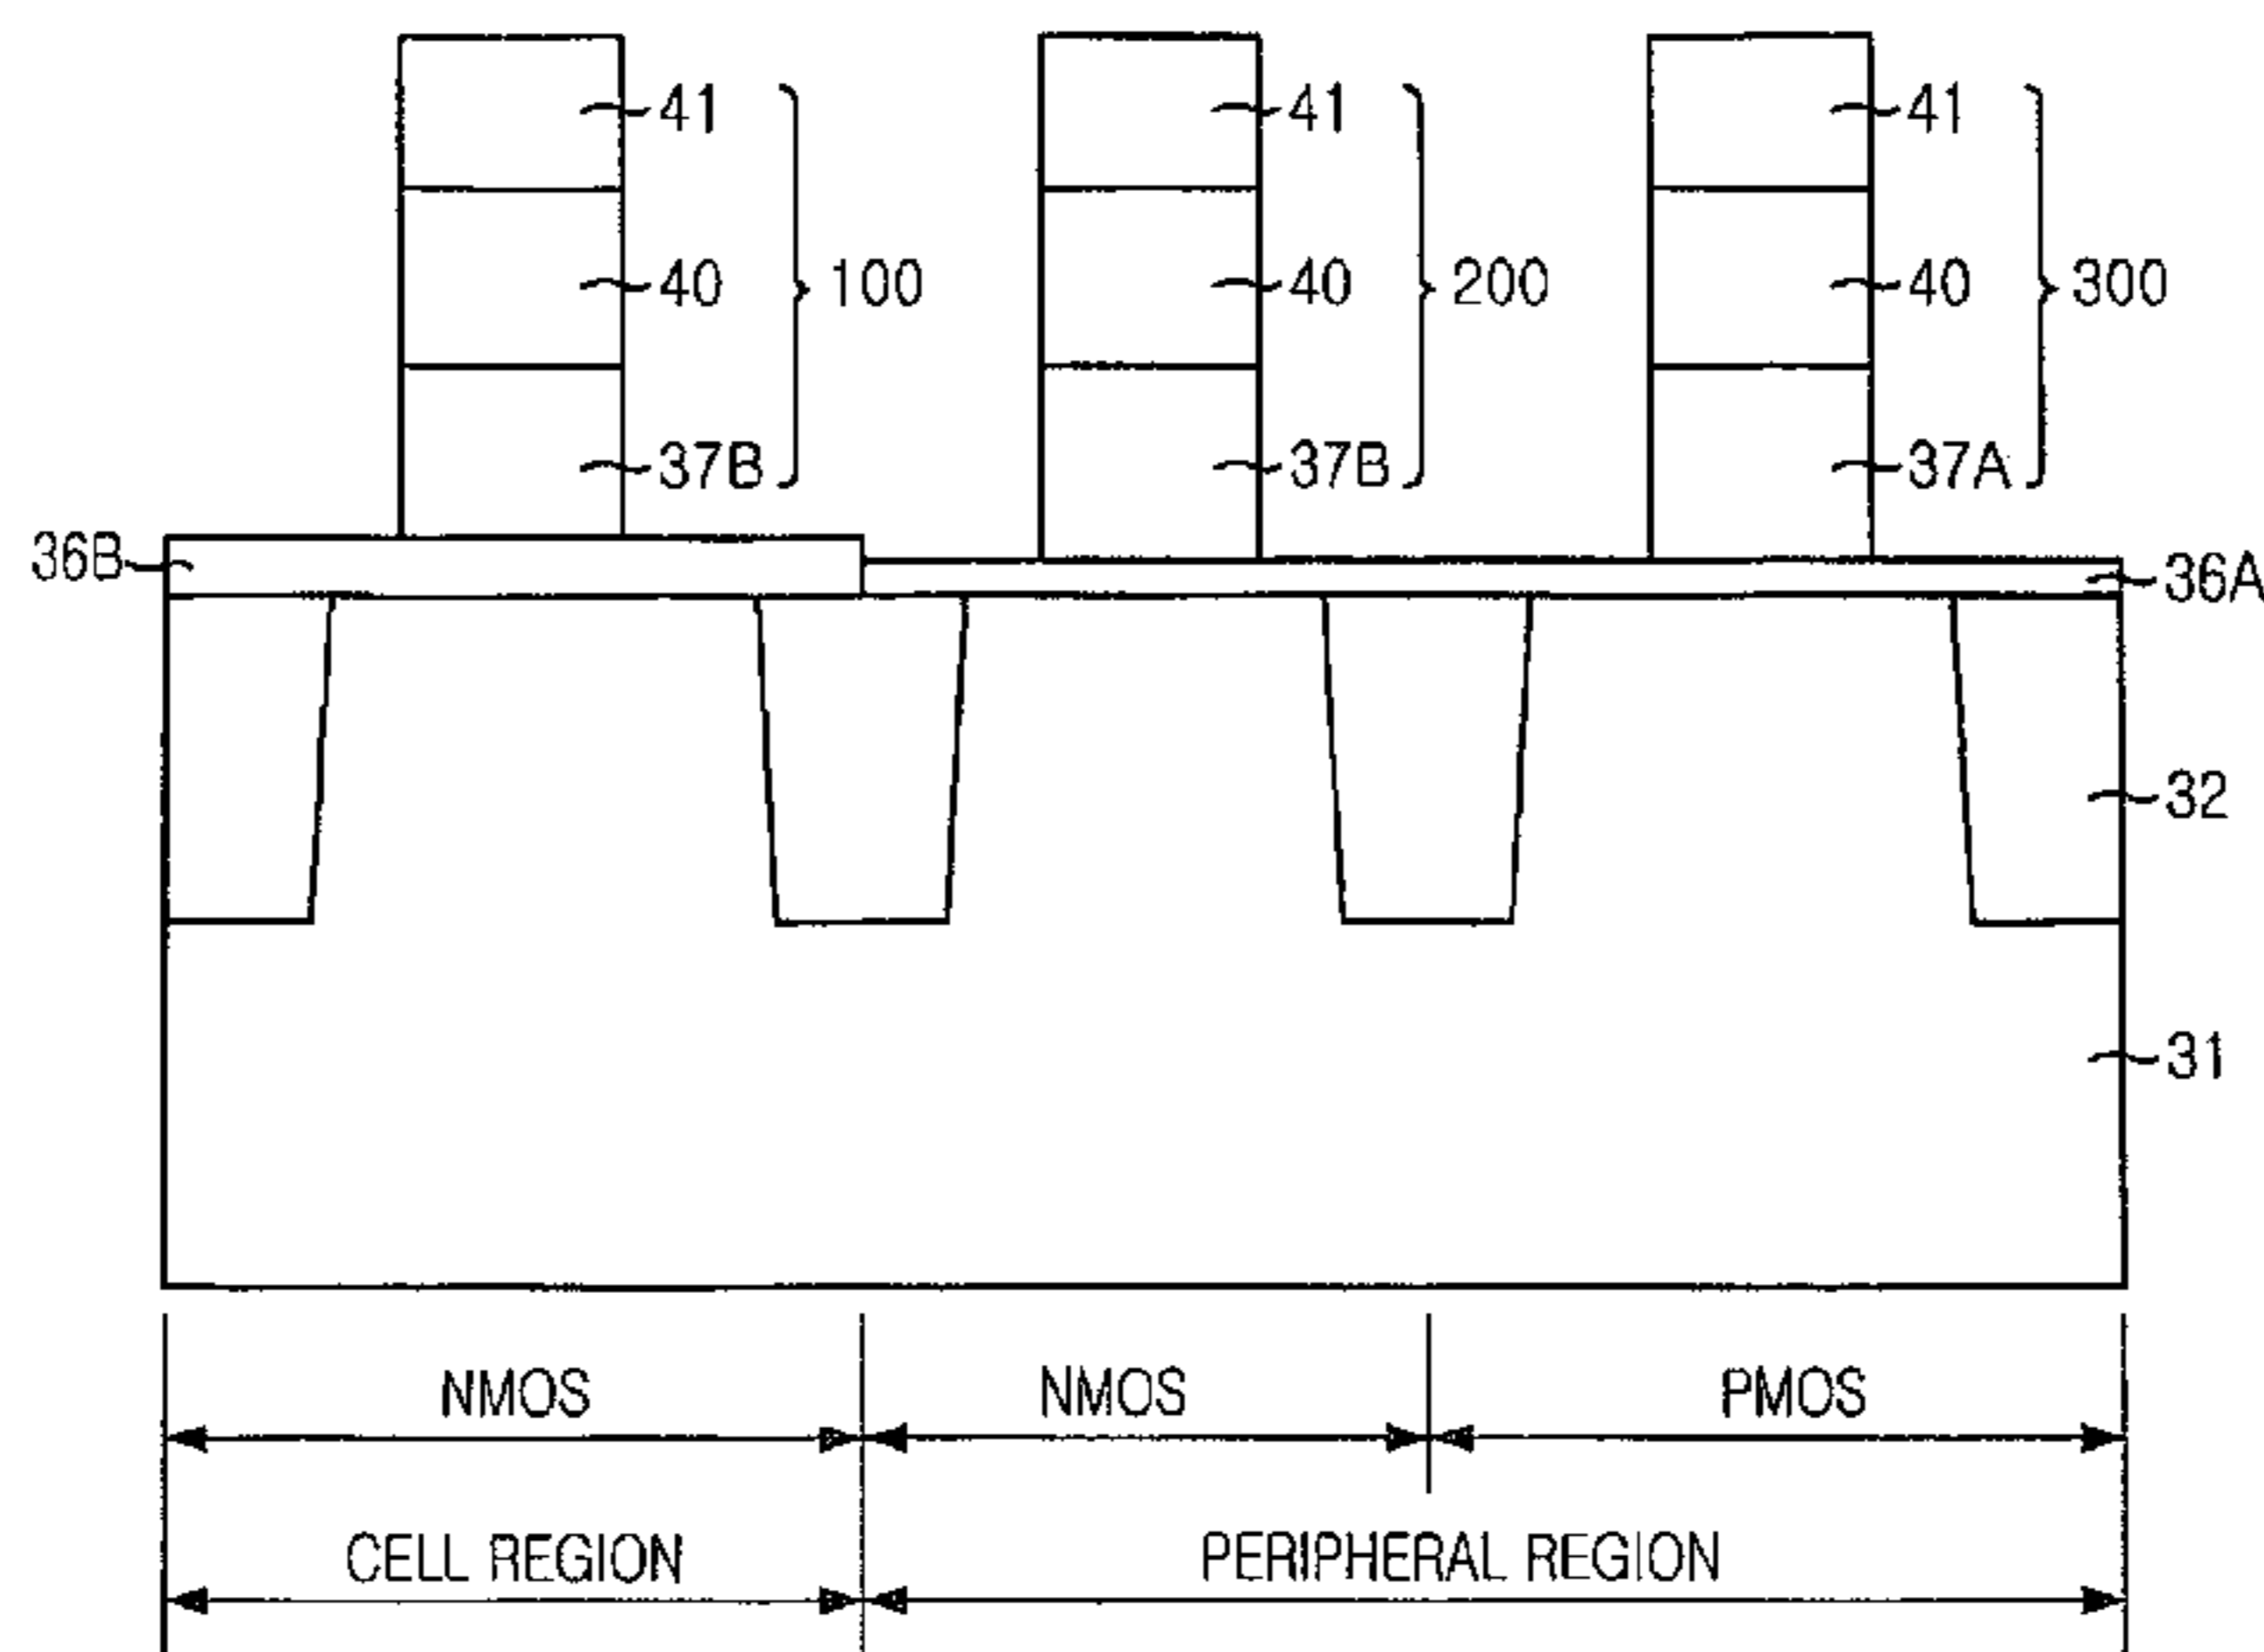 41 41 41
40 100 40 200 40 300
37B 37B 37A
36B 36A
32
31
NMOS NMOS PMOS
CELL REGION PERIPHERAL REGION